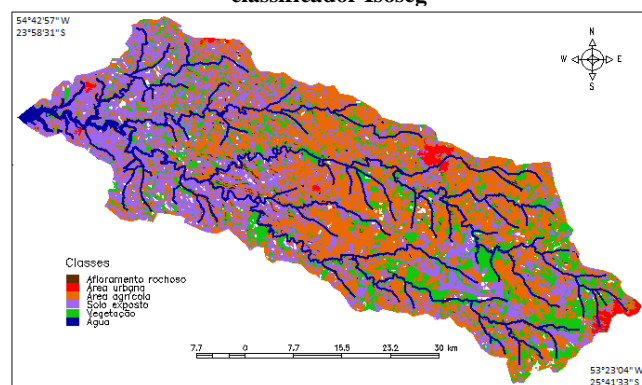 classificador Isoseg
54°42'57" W
23°58'31" S
N
W E
S
Classes
Afloramento rochoso
Área urbana
Área agrícola
Solo exposto
Vegetação
Água
7.7 0 7.7 15.5 23.2 30 km
53°23'04" W
25°41'33" S